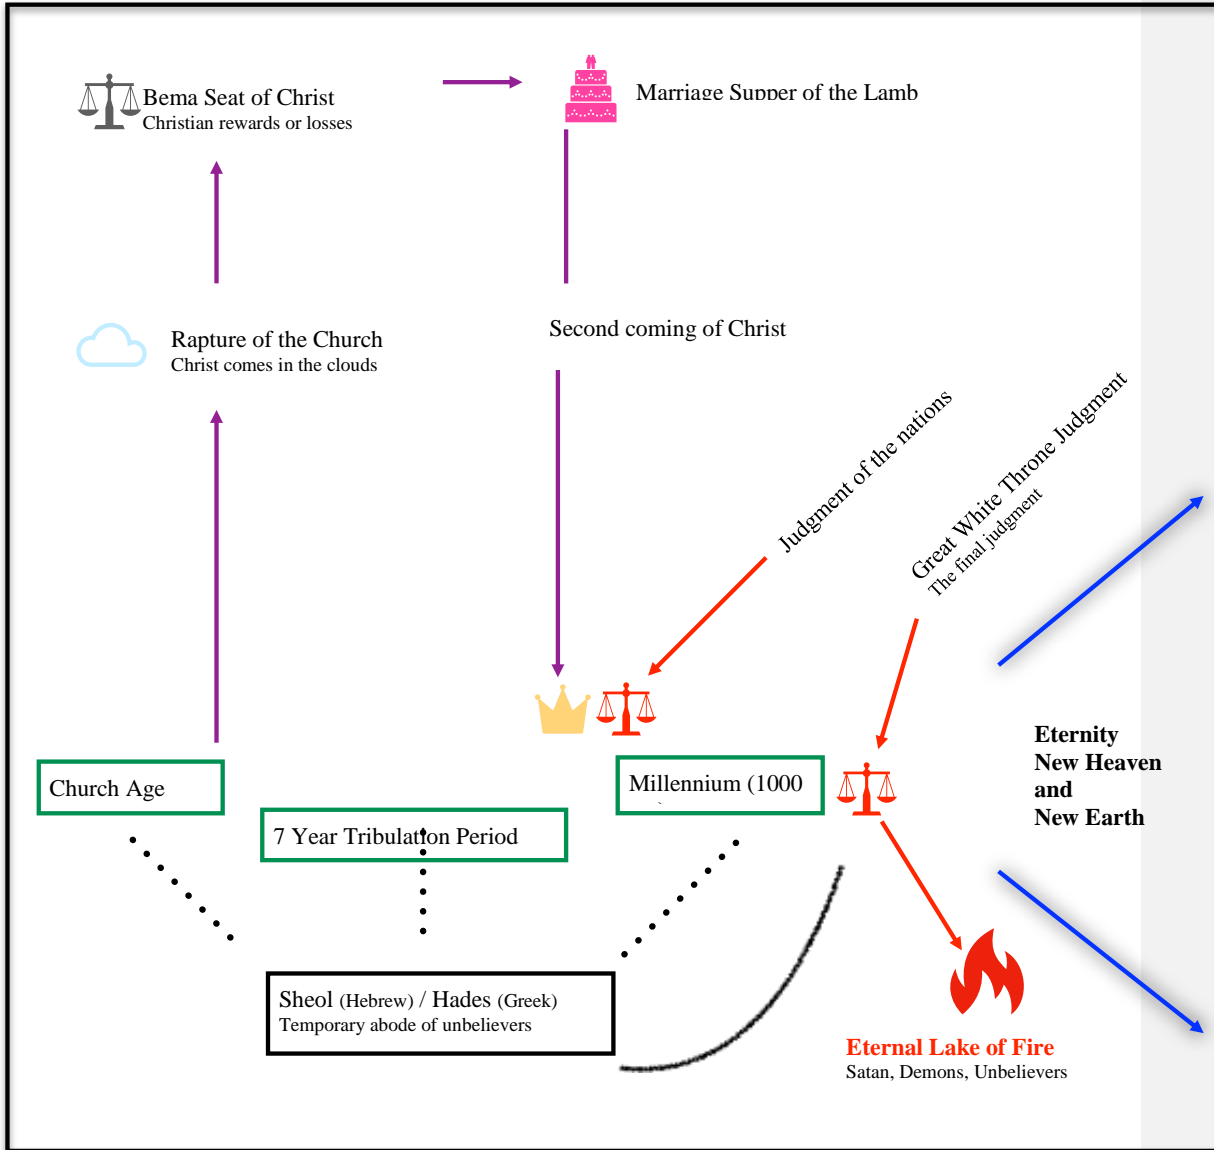 Bema Seat of Christ
Christian rewards or losses
Marriage Supper of the Lamb
Rapture of the Church
Christ comes in the clouds
Second coming of Christ
Judgment of the nations
Great White Throne Judgment
The final judgment
Church Age
7 Year Tribulation Period
Millennium (1000
Eternity
New Heaven
and
New Earth
Sheol (Hebrew) / Hades (Greek)
Temporary abode of unbelievers
Eternal Lake of Fire
Satan, Demons, Unbelievers